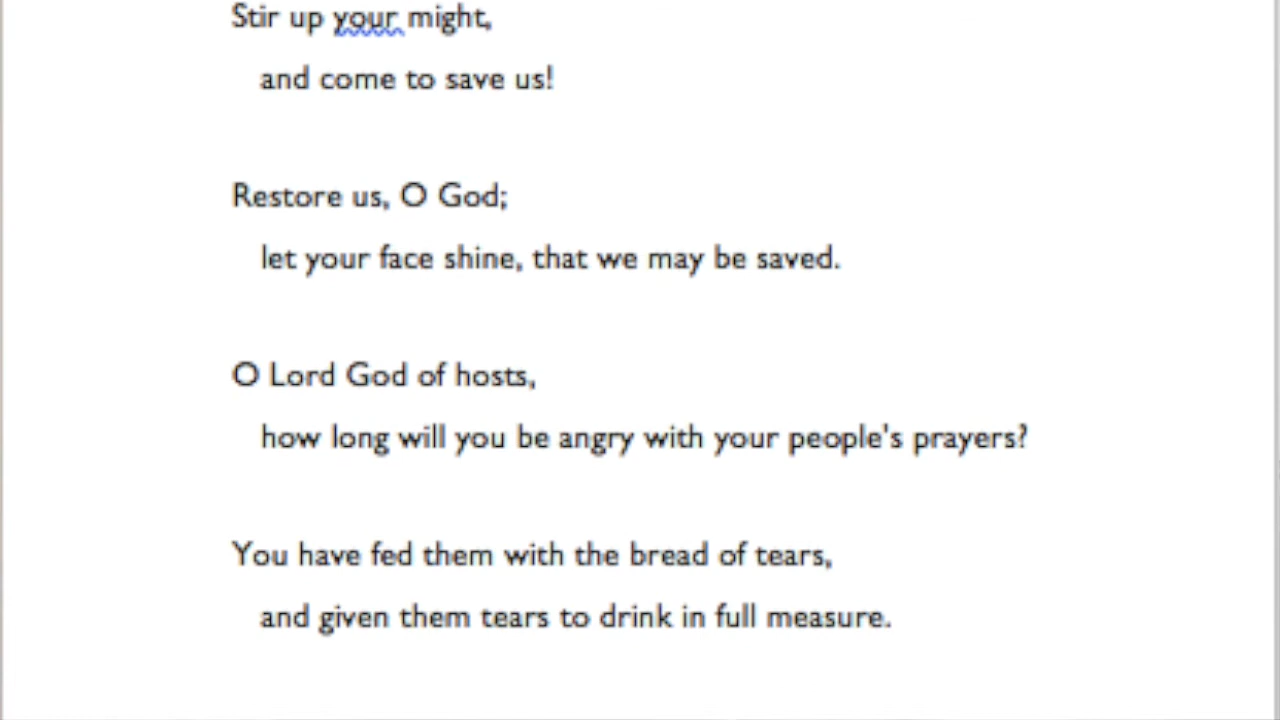 Stir up your might,
and come to save us!
Restore us, O God;
let your face shine, that we may be saved.
O Lord God of hosts,
how long will you be angry with your people's prayers?
You have fed them with the bread of tears,
and given them tears to drink in full measure.